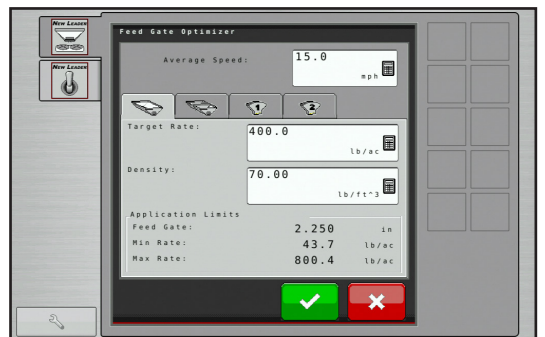 New Leader
New Leader
Feed Gate Optimizer
Average Speed:
15.0
mph
1
2
Target Rate:
400.0
lb/ac
Density:
70.00
lb/ft^3
Application Limits
Feed Gate: 2.250 in
Min Rate: 43.7 lb/ac
Max Rate: 800.4 lb/ac